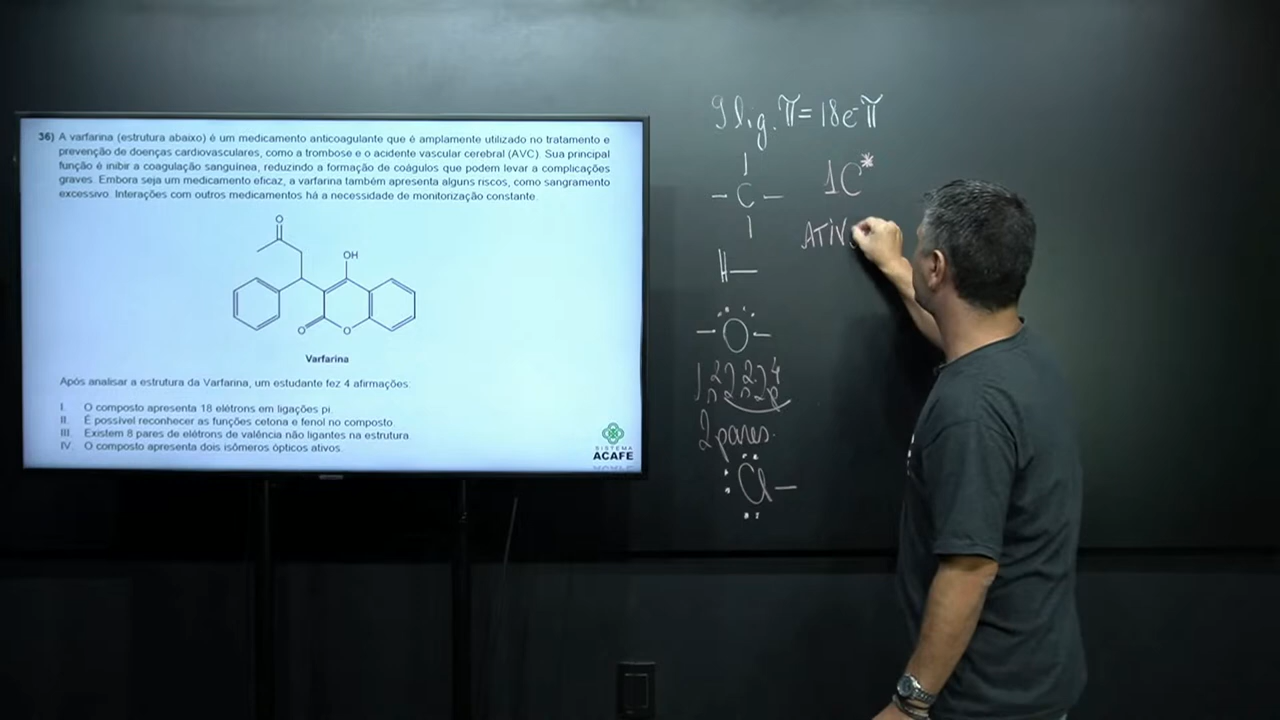 36) A varfarina (estrutura abaixo) é um medicamento anticoagulante que é amplamente utilizado no tratamento e
prevenção de doenças cardiovasculares, como a trombose e o acidente vascular cerebral (AVC). Sua principal
função é inibir a coagulação sanguínea, reduzindo a formação de coágulos que podem levar a complicações
graves. Embora seja um medicamento eficaz, a varfarina também apresenta alguns riscos, como sangramento
excessivo. Interações com outros medicamentos há a necessidade de monitorização constante.
O
OH
O
O
Varfarina
Após analisar a estrutura da Varfarina, um estudante fez 4 afirmações:
I. O composto apresenta 18 elétrons em ligações pi.
II. É possível reconhecer as funções cetona e fenol no composto.
III. Existem 8 pares de elétrons de valência não ligantes na estrutura
IV. O composto apresenta dois isômeros ópticos ativos.
SISTEMA
ACAFE
9 lig. π = 18e⁻ π
– C –
1C*
ATIV
H –
– O –
1s² 2s² 2p⁴
2 pares.
Cl –